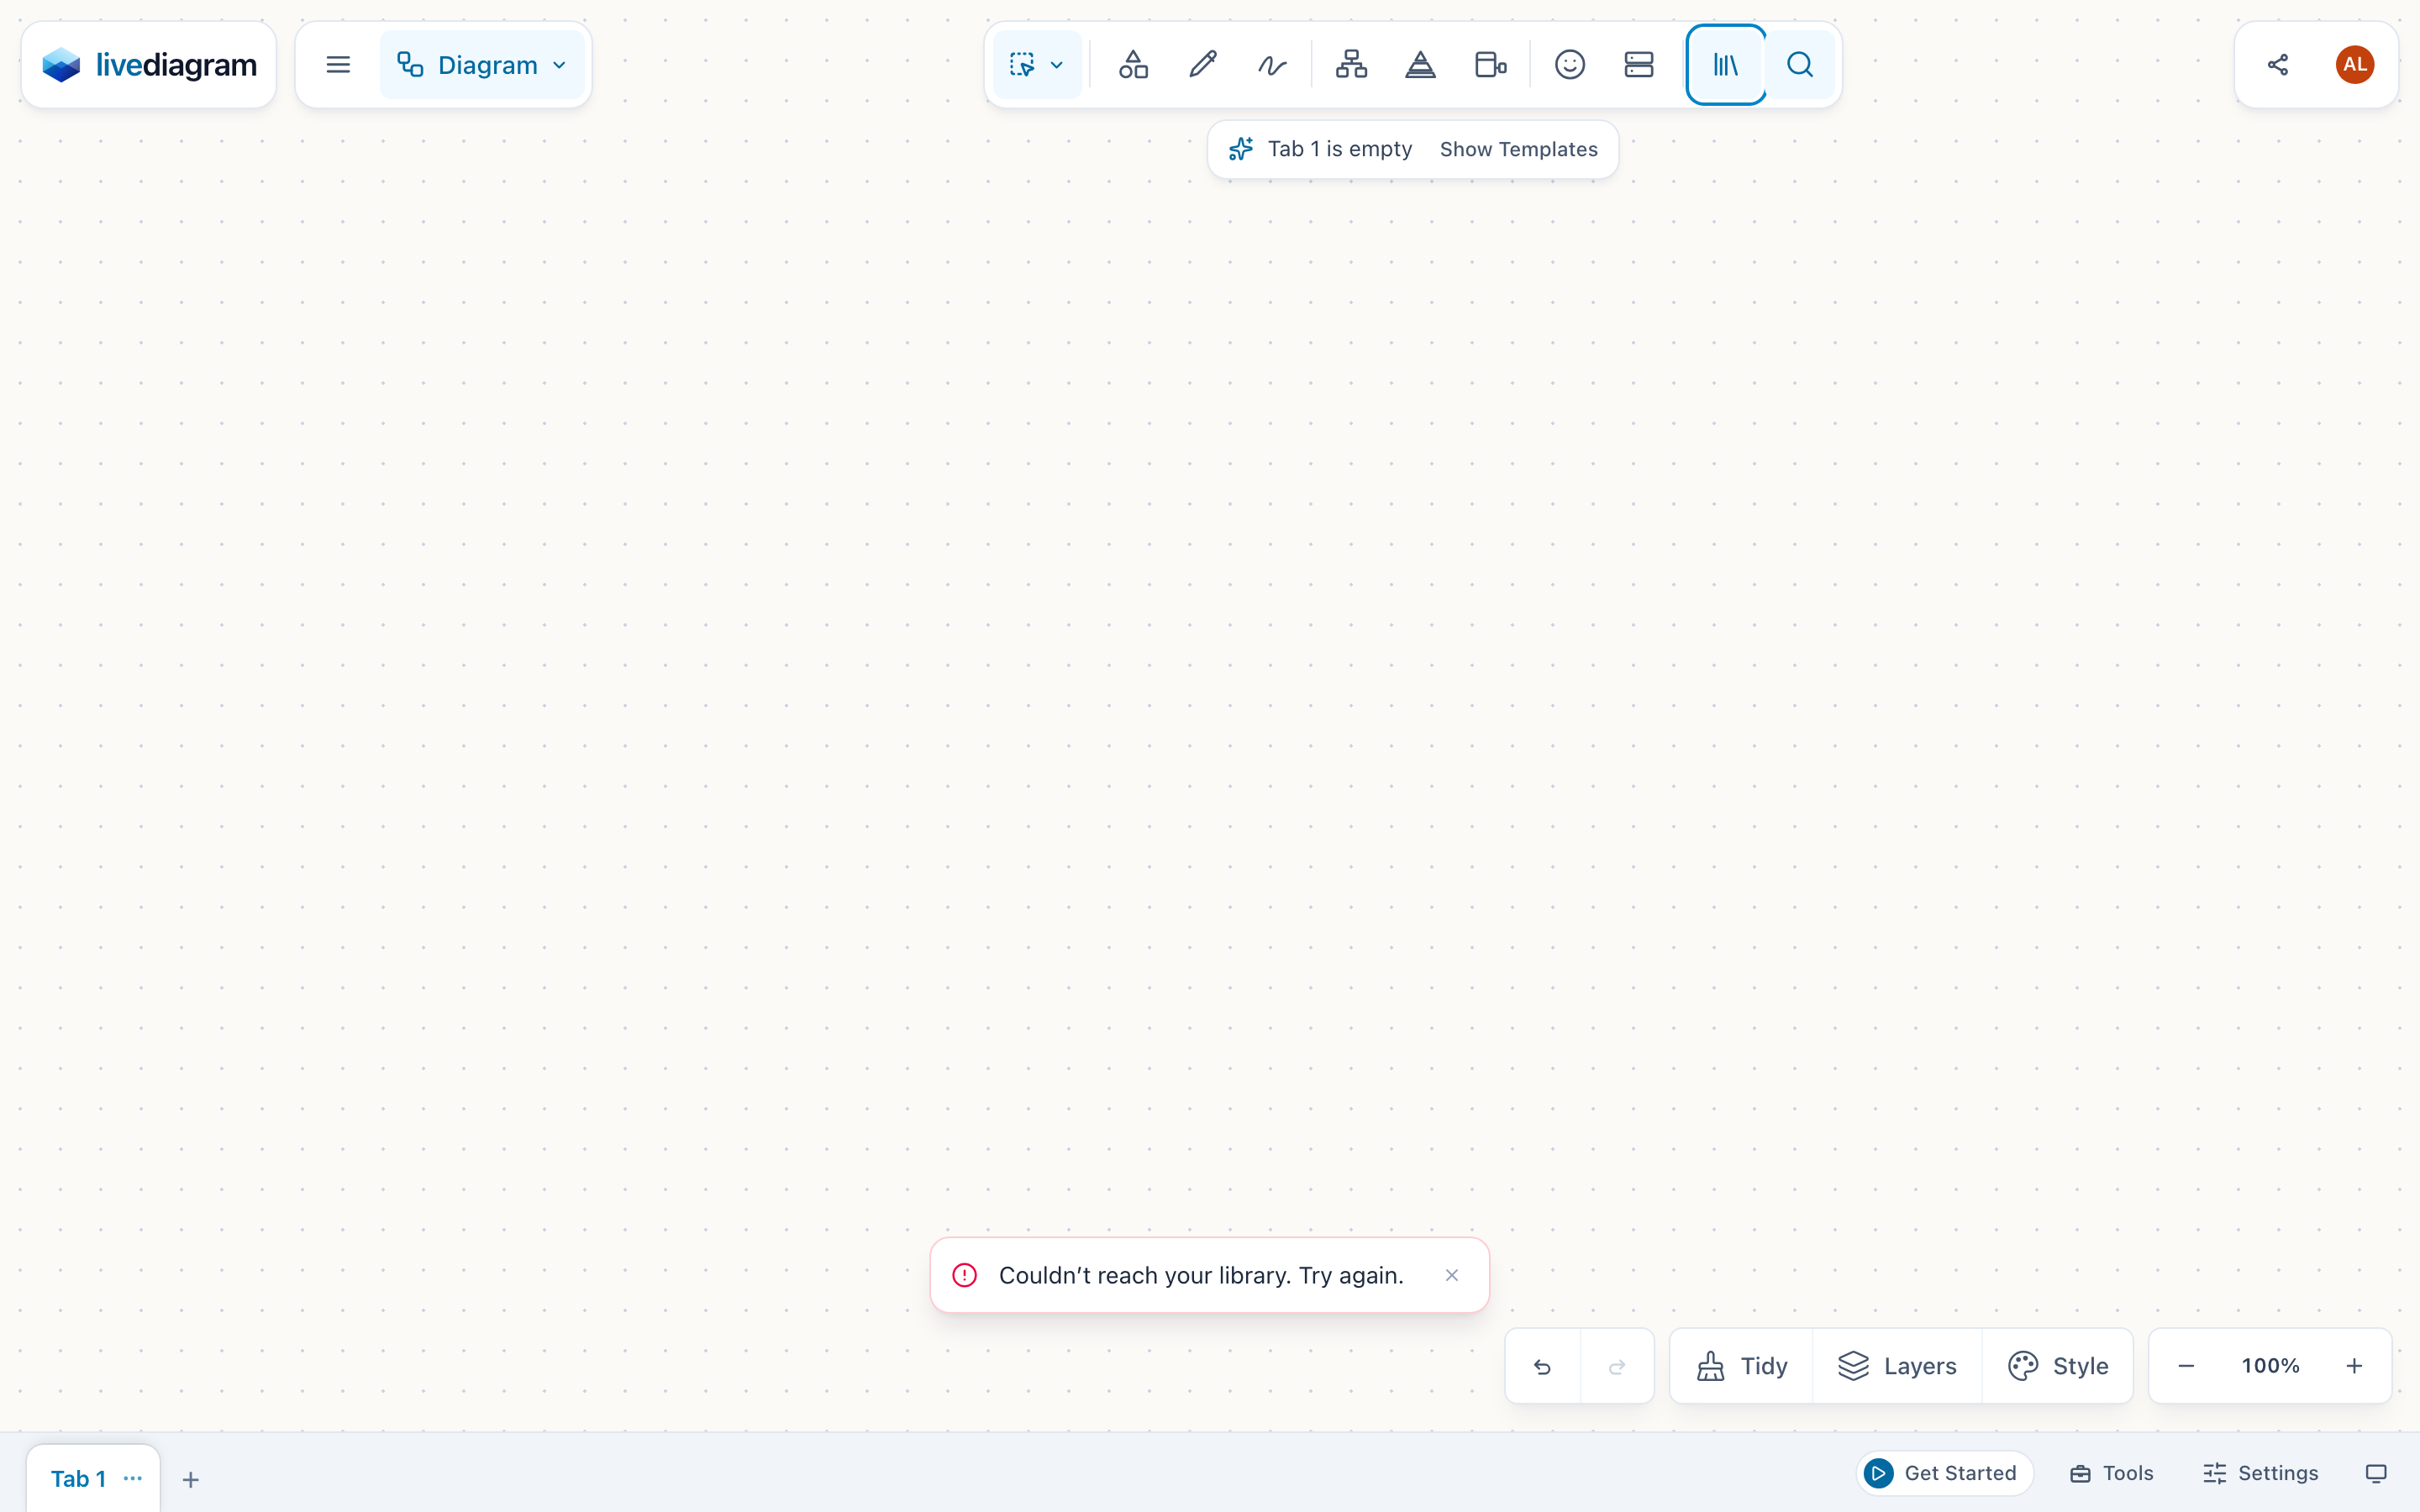 livediagram
Diagram
AL
Tab 1 is empty Show Templates
Couldn't reach your library. Try again.
Tidy Layers Style 100%
Tab 1
Get Started Tools Settings